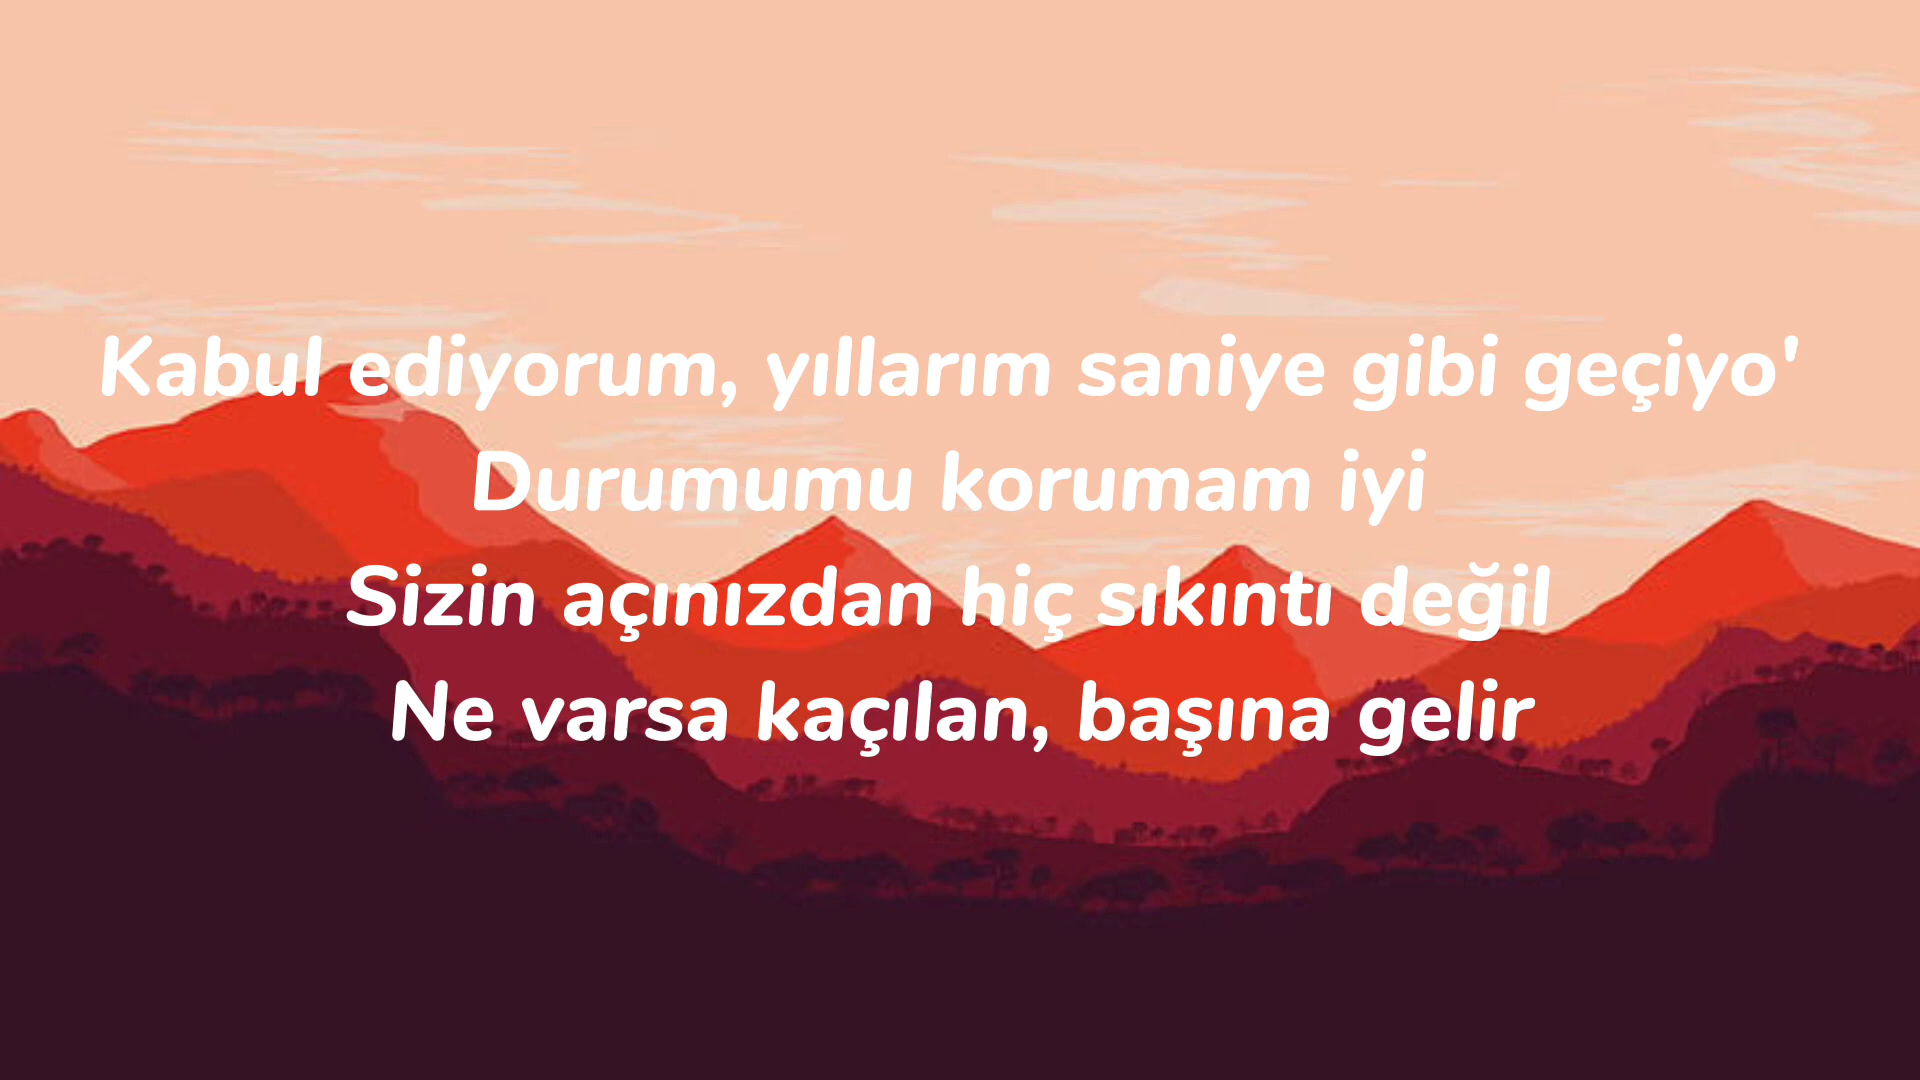 Kabul ediyorum, yıllarım saniye gibi geçiyo'
Durumumu korumam iyi
Sizin açınızdan hiç sıkıntı değil
Ne varsa kaçılan, başına gelir